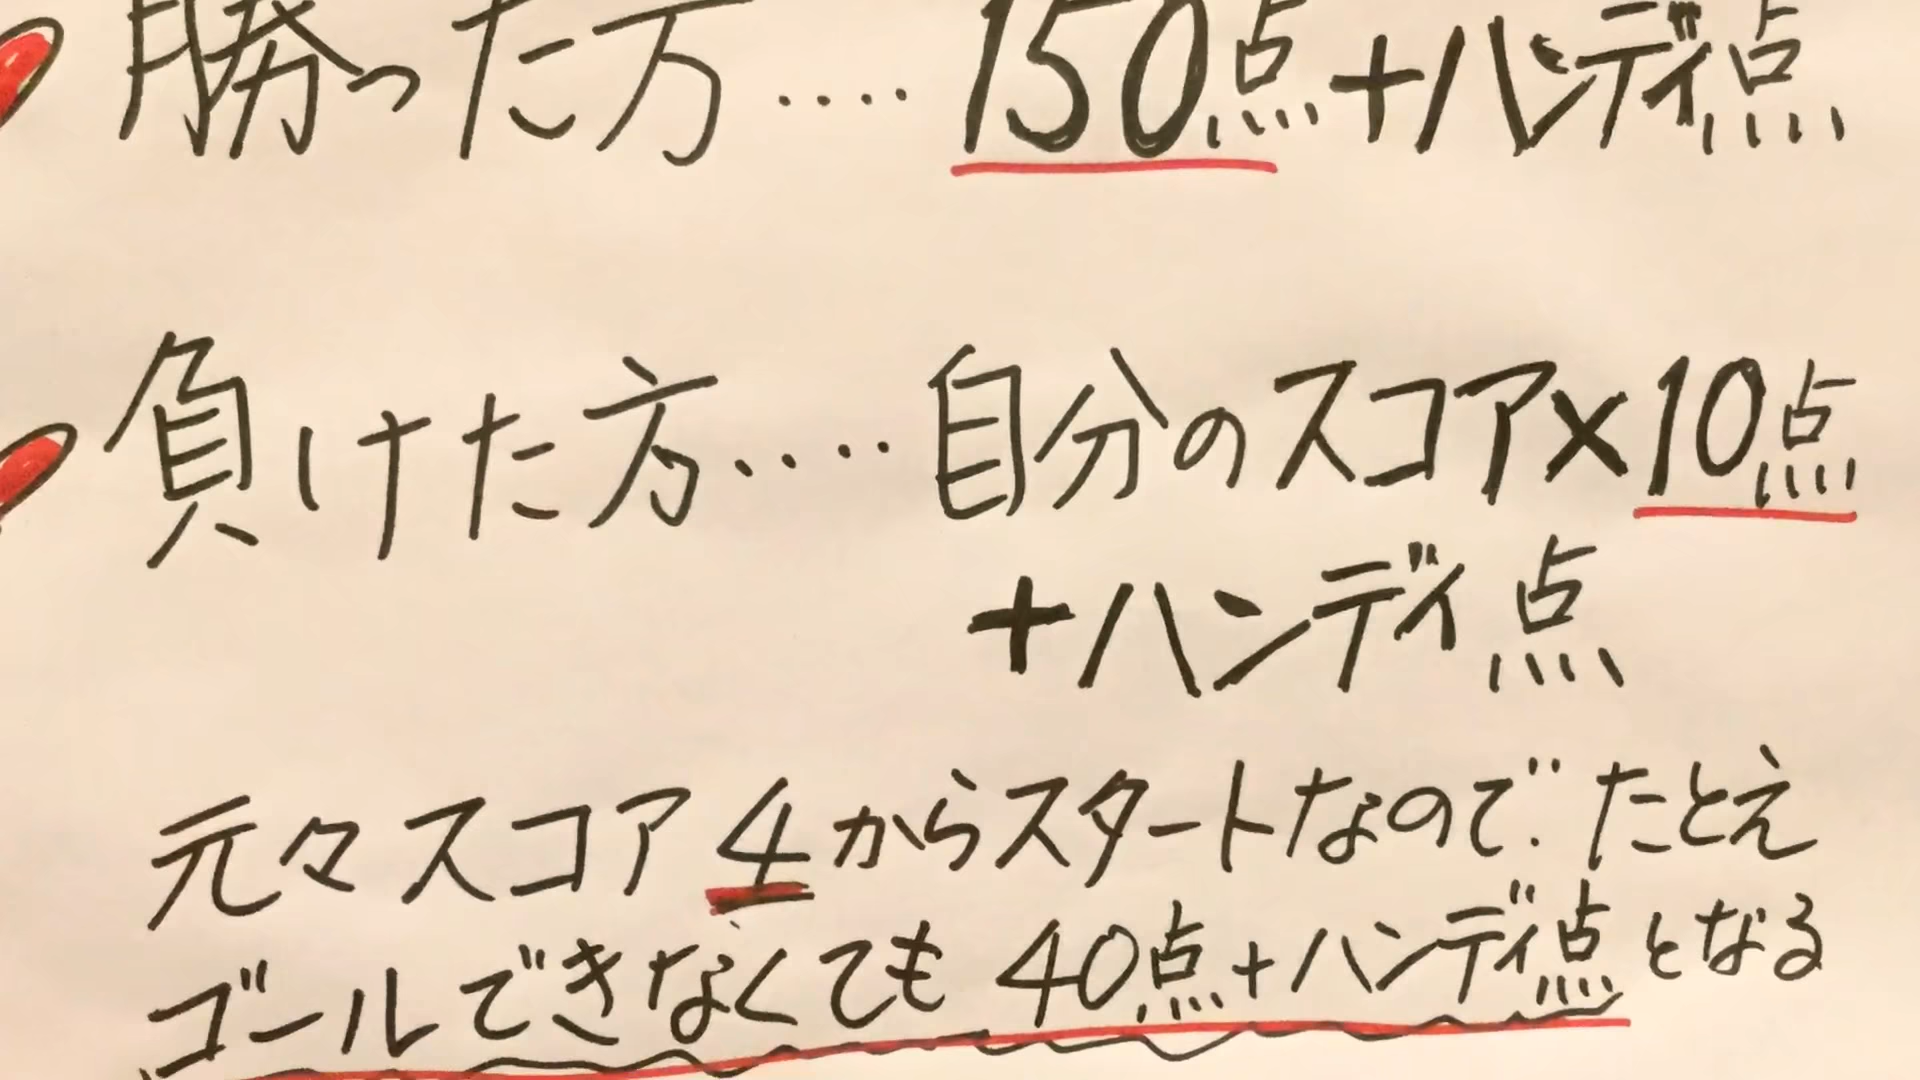 勝った方‥‥150点+ハンディ点
負けた方‥‥自分のスコア×10点
+ハンディ点
元々スコア4からスタートなので、たとえ
ゴールできなくても40点+ハンディ点となる